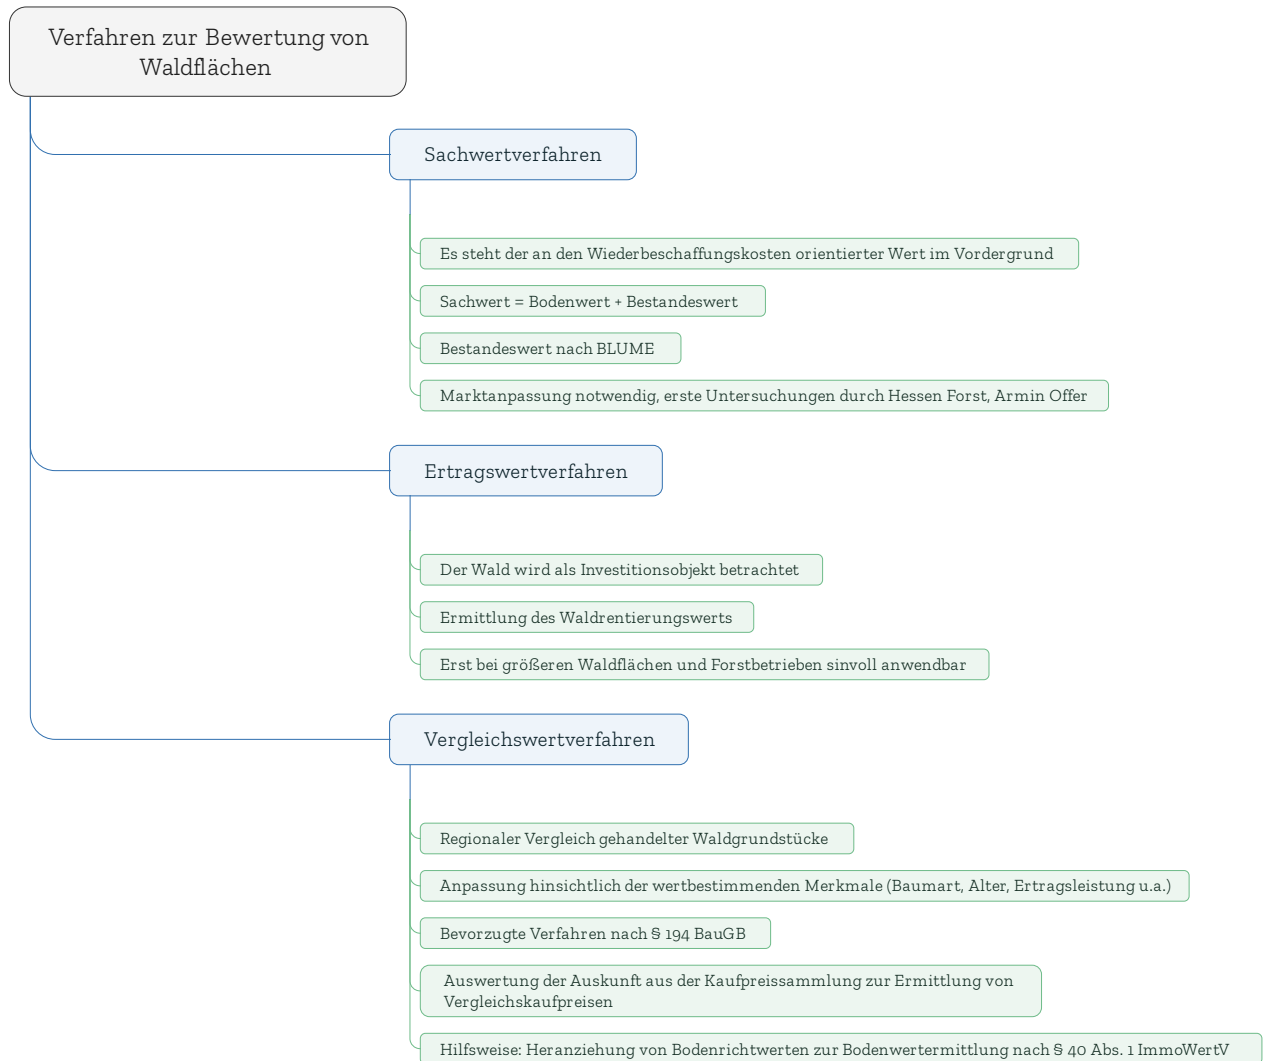 Verfahren zur Bewertung von
Waldflächen
Sachwertverfahren
Es steht der an den Wiederbeschaffungskosten orientierter Wert im Vordergrund
Sachwert = Bodenwert + Bestandeswert
Bestandeswert nach BLUME
Marktanpassung notwendig, erste Untersuchungen durch Hessen Forst, Armin Offer
Ertragswertverfahren
Der Wald wird als Investitionsobjekt betrachtet
Ermittlung des Waldrentierungswerts
Erst bei größeren Waldflächen und Forstbetrieben sinvoll anwendbar
Vergleichswertverfahren
Regionaler Vergleich gehandelter Waldgrundstücke
Anpassung hinsichtlich der wertbestimmenden Merkmale (Baumart, Alter, Ertragsleistung u.a.)
Bevorzugte Verfahren nach § 194 BauGB
Auswertung der Auskunft aus der Kaufpreissammlung zur Ermittlung von
Vergleichskaufpreisen
Hilfsweise: Heranziehung von Bodenrichtwerten zur Bodenwertermittlung nach § 40 Abs. 1 ImmoWertV